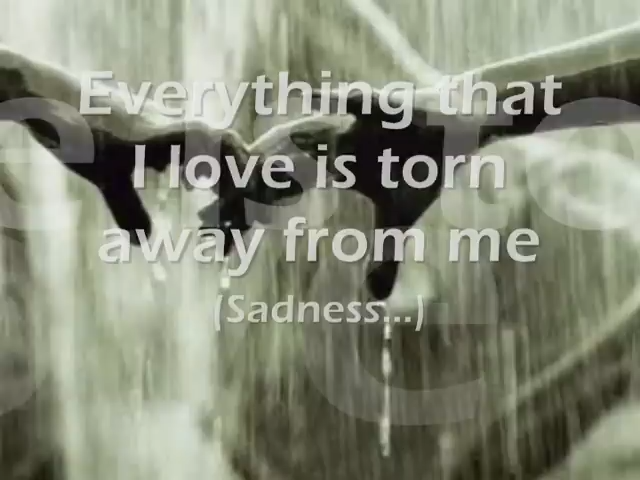 Everything that
I love is torn
away from me
(Sadness...)